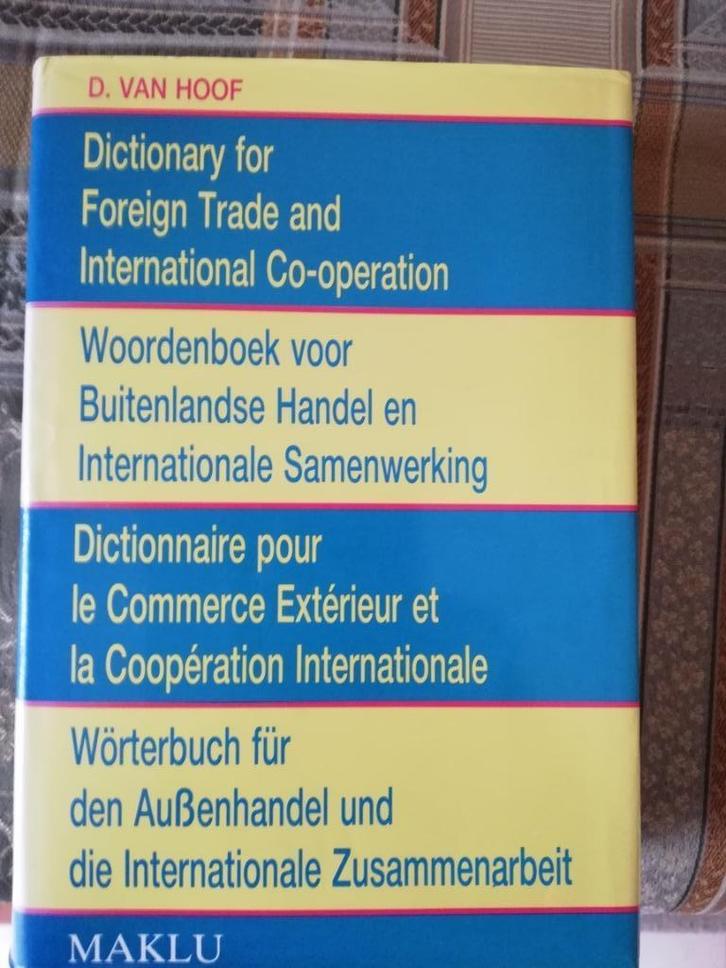 D. VAN HOOF
Dictionary for
Foreign Trade and
International Co-operation
Woordenboek voor
Buitenlandse Handel en
Internationale Samenwerking
Dictionnaire pour
le Commerce Extérieur et
la Coopération Internationale
Wörterbuch für
den Außenhandel und
die Internationale Zusammenarbeit
MAKLU